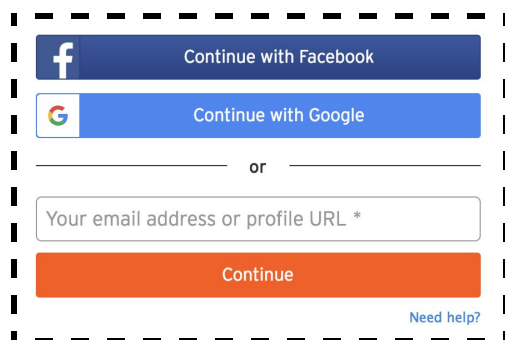 Continue with Facebook
Continue with Google
or
Your email address or profile URL *
Continue
Need help?